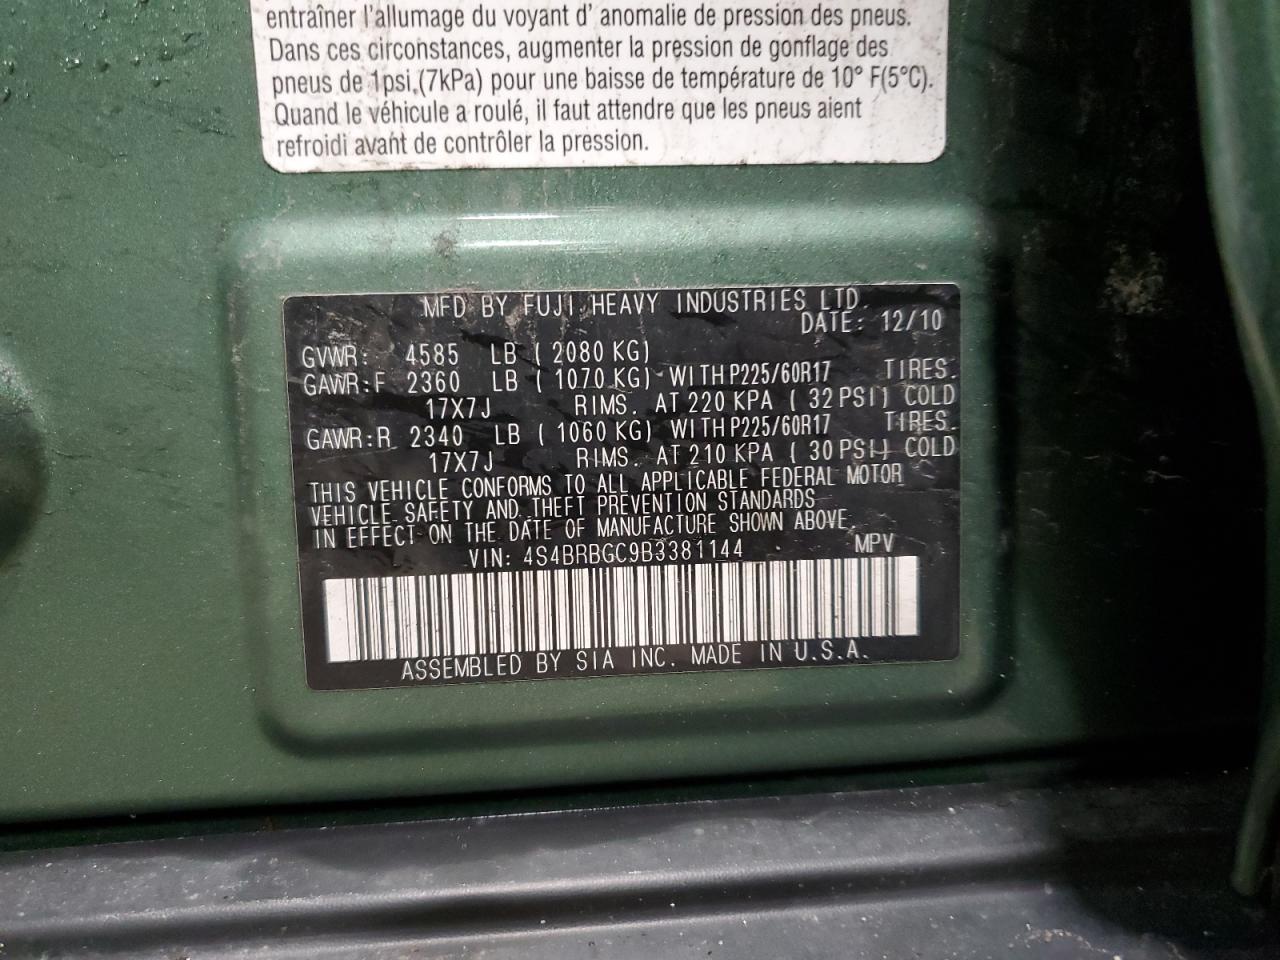 entraîner l'allumage du voyant d' anomalie de pression des pneus.
Dans ces circonstances, augmenter la pression de gonflage des
pneus de 1psi,(7kPa) pour une baisse de température de 10° F(5°C).
Quand le véhicule a roulé, il faut attendre que les pneus aient
refroidi avant de contrôler la pression.
MFD BY FUJI HEAVY INDUSTRIES LTD.
DATE: 12/10
GVWR: 4585 LB ( 2080 KG)
GAWR:F 2360 LB ( 1070 KG) WITH P225/60R17 TIRES.
17X7J RIMS. AT 220 KPA ( 32 PSI) COLD
GAWR:R 2340 LB ( 1060 KG) WITH P225/60R17 TIRES.
17X7J RIMS. AT 210 KPA ( 30 PSI) COLD
THIS VEHICLE CONFORMS TO ALL APPLICABLE FEDERAL MOTOR
VEHICLE SAFETY AND THEFT PREVENTION STANDARDS
IN EFFECT ON THE DATE OF MANUFACTURE SHOWN ABOVE.
VIN: 4S4BRBGC9B3381144 MPV
ASSEMBLED BY SIA INC. MADE IN U.S.A.